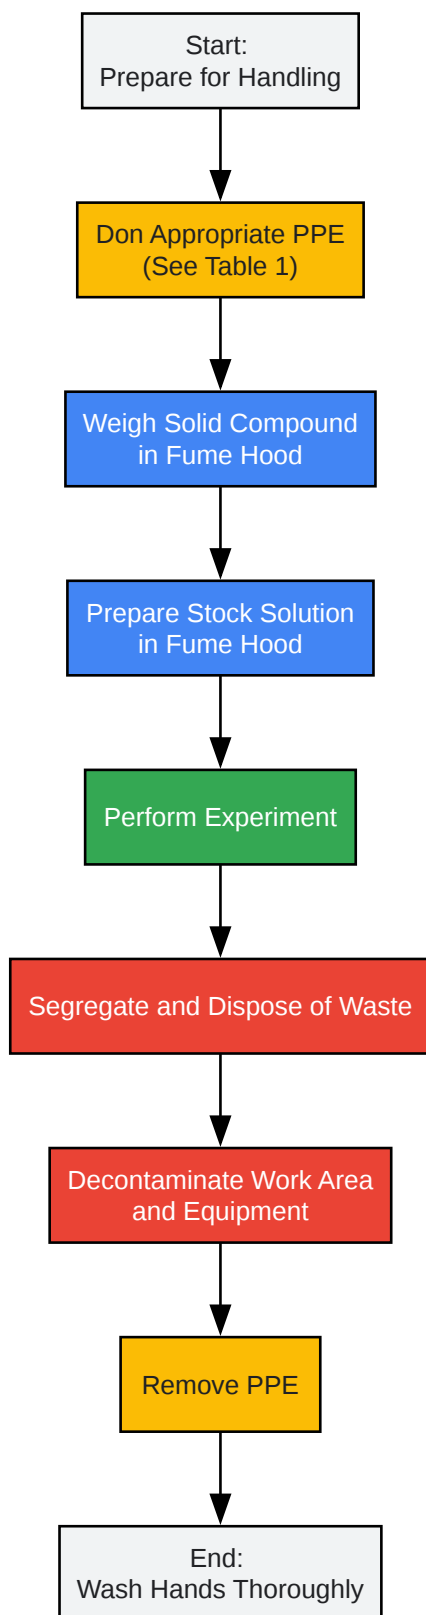 Start:
Prepare for Handling
Don Appropriate PPE
(See Table 1)
Weigh Solid Compound
in Fume Hood
Prepare Stock Solution
in Fume Hood
Perform Experiment
Segregate and Dispose of Waste
Decontaminate Work Area
and Equipment
Remove PPE
End:
Wash Hands Thoroughly